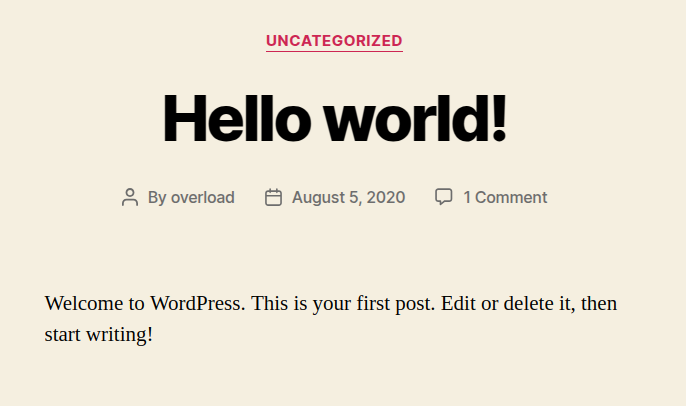 UNCATEGORIZED
Hello world!
By overload August 5, 2020 1 Comment
Welcome to WordPress. This is your first post. Edit or delete it, then
start writing!